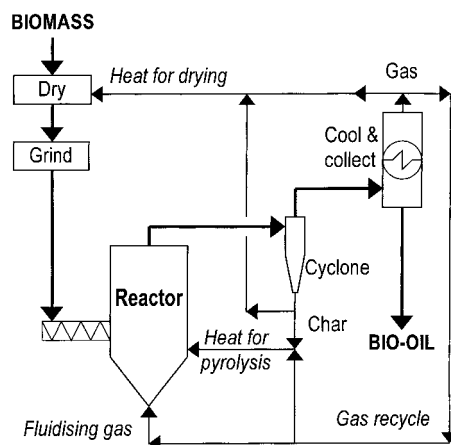 BIOMASS
Heat for drying
Gas
Dry
Cool &
collect
Grind
Cyclone
Reactor
Char
Heat for
pyrolysis
BIO-OIL
Fluidising gas
Gas recycle